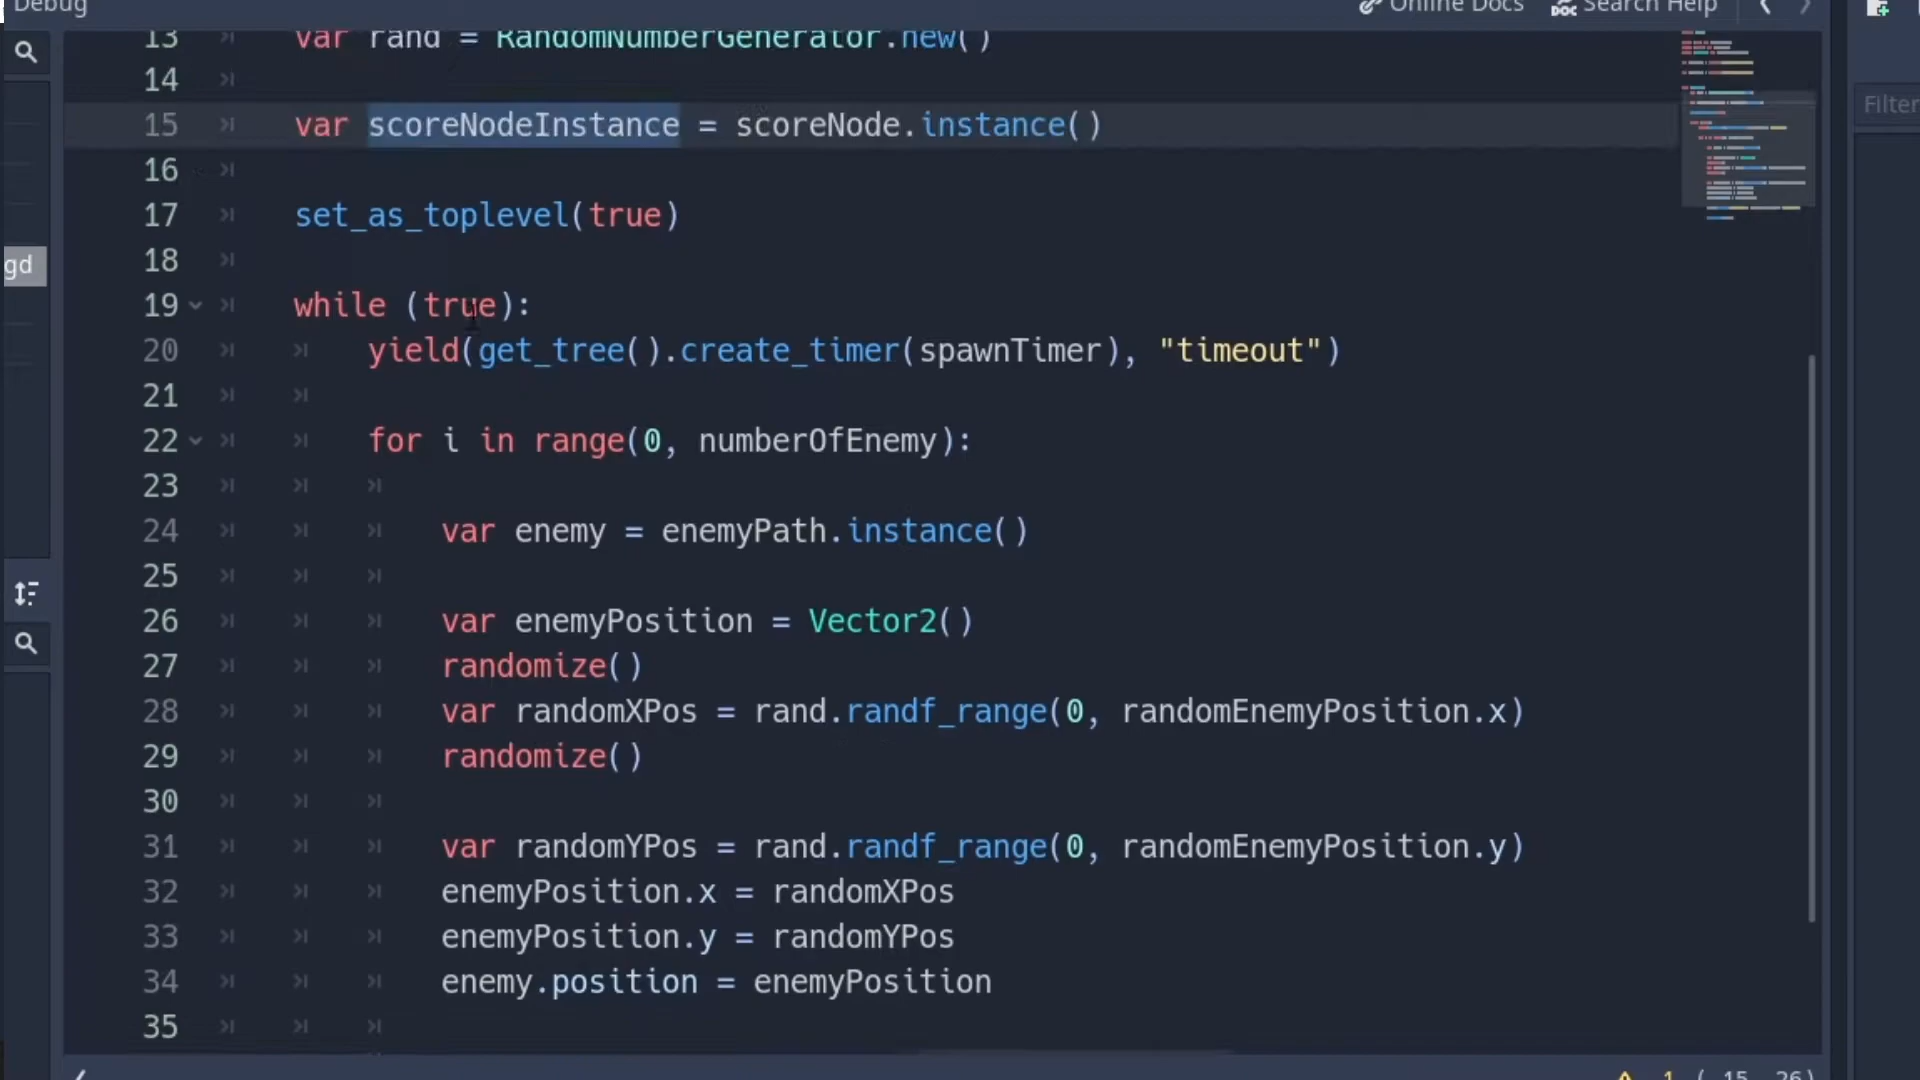 Debug
Online Docs
Search Help
Filter
gd
13 var rand = RandomNumberGenerator.new()
14
15 var scoreNodeInstance = scoreNode.instance()
16
17 set_as_toplevel(true)
18
19 while (true):
20 yield(get_tree().create_timer(spawnTimer), "timeout")
21
22 for i in range(0, numberOfEnemy):
23
24 var enemy = enemyPath.instance()
25
26 var enemyPosition = Vector2()
27 randomize()
28 var randomXPos = rand.randf_range(0, randomEnemyPosition.x)
29 randomize()
30
31 var randomYPos = rand.randf_range(0, randomEnemyPosition.y)
32 enemyPosition.x = randomXPos
33 enemyPosition.y = randomYPos
34 enemy.position = enemyPosition
35
1 ( 15, 26)